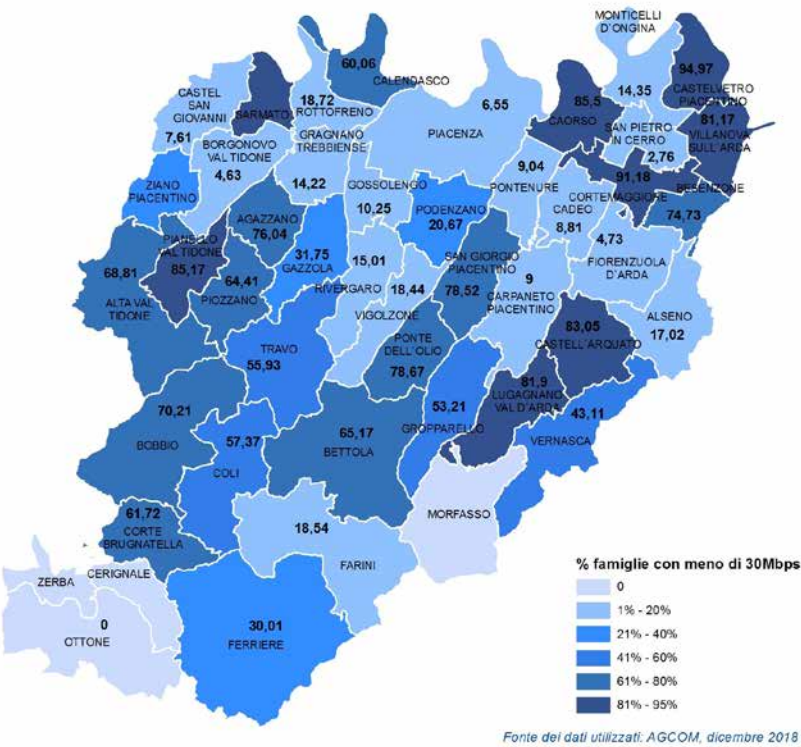 MONTICELLI
D'ONGINA
14,35
60,06
CALENDASCO
94,97
CASTELVETRO
PIACENTINO
CASTEL
SAN
GIOVANNI
7,61
SARMATO
18,72
ROTTOFRENO
6,55
PIACENZA
85,5
CAORSO
SAN PIETRO
IN CERRO
2,76
81,17
VILLANOVA
SULL'ARDA
BORGONOVO
VAL TIDONE
4,63
GRAGNANO
TREBBIENSE
14,22
GOSSOLENGO
10,25
9,04
PONTENURE
91,18
CORTEMAGGIORE
BESENZONE
74,73
ZIANO
PIACENTINO
AGAZZANO
76,04
PODENZANO
20,67
CADEO
8,81
4,73
FIORENZUOLA
D'ARDA
PIANELLO
VAL TIDONE
85,17
68,81
ALTA VAL
TIDONE
64,41
PIOZZANO
31,75
GAZZOLA
15,01
RIVERGARO
18,44
VIGOLZONE
SAN GIORGIO
PIACENTINO
78,52
9
CARPANETO
PIACENTINO
ALSENO
17,02
TRAVO
55,93
PONTE
DELL'OLIO
78,67
83,05
CASTELL'ARQUATO
81,9
LUGAGNANO
VAL D'ARDA
43,11
VERNASCA
70,21
BOBBIO
57,37
COLI
65,17
BETTOLA
53,21
GROPPARELLO
MORFASSO
61,72
CORTE
BRUGNATELLA
18,54
FARINI
ZERBA
CERIGNALE
0
OTTONE
30,01
FERRIERE
% famiglie con meno di 30Mbps
0
1% - 20%
21% - 40%
41% - 60%
61% - 80%
81% - 95%
Fonte dei dati utilizzati: AGCOM, dicembre 2018